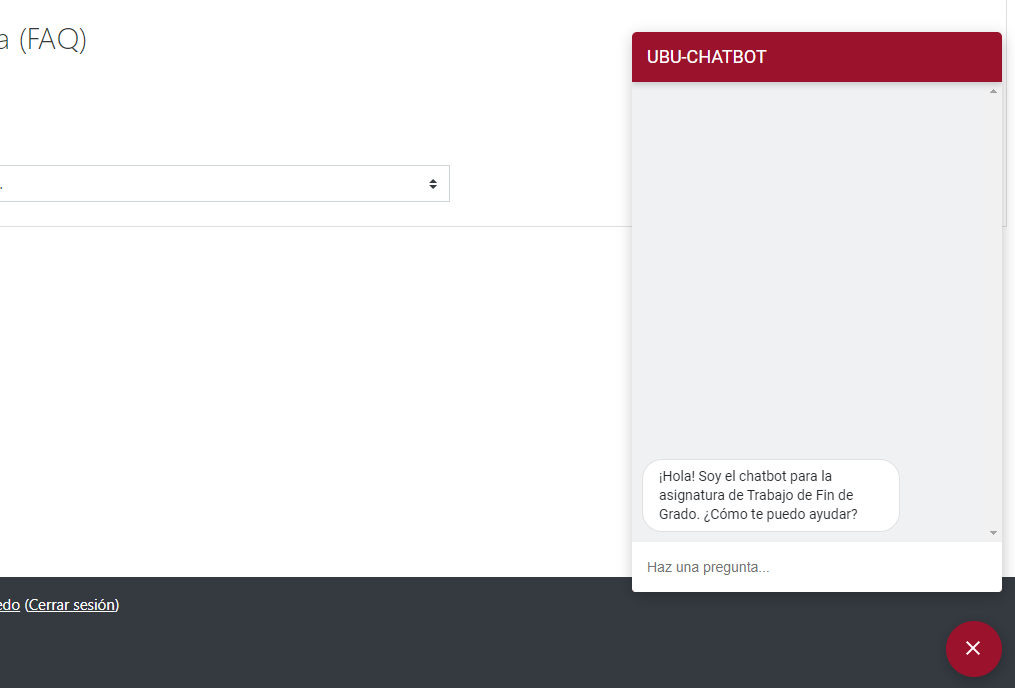 a (FAQ)
UBU-CHATBOT
.
¡Hola! Soy el chatbot para la
asignatura de Trabajo de Fin de
Grado. ¿Cómo te puedo ayudar?
Haz una pregunta...
edo (Cerrar sesión)